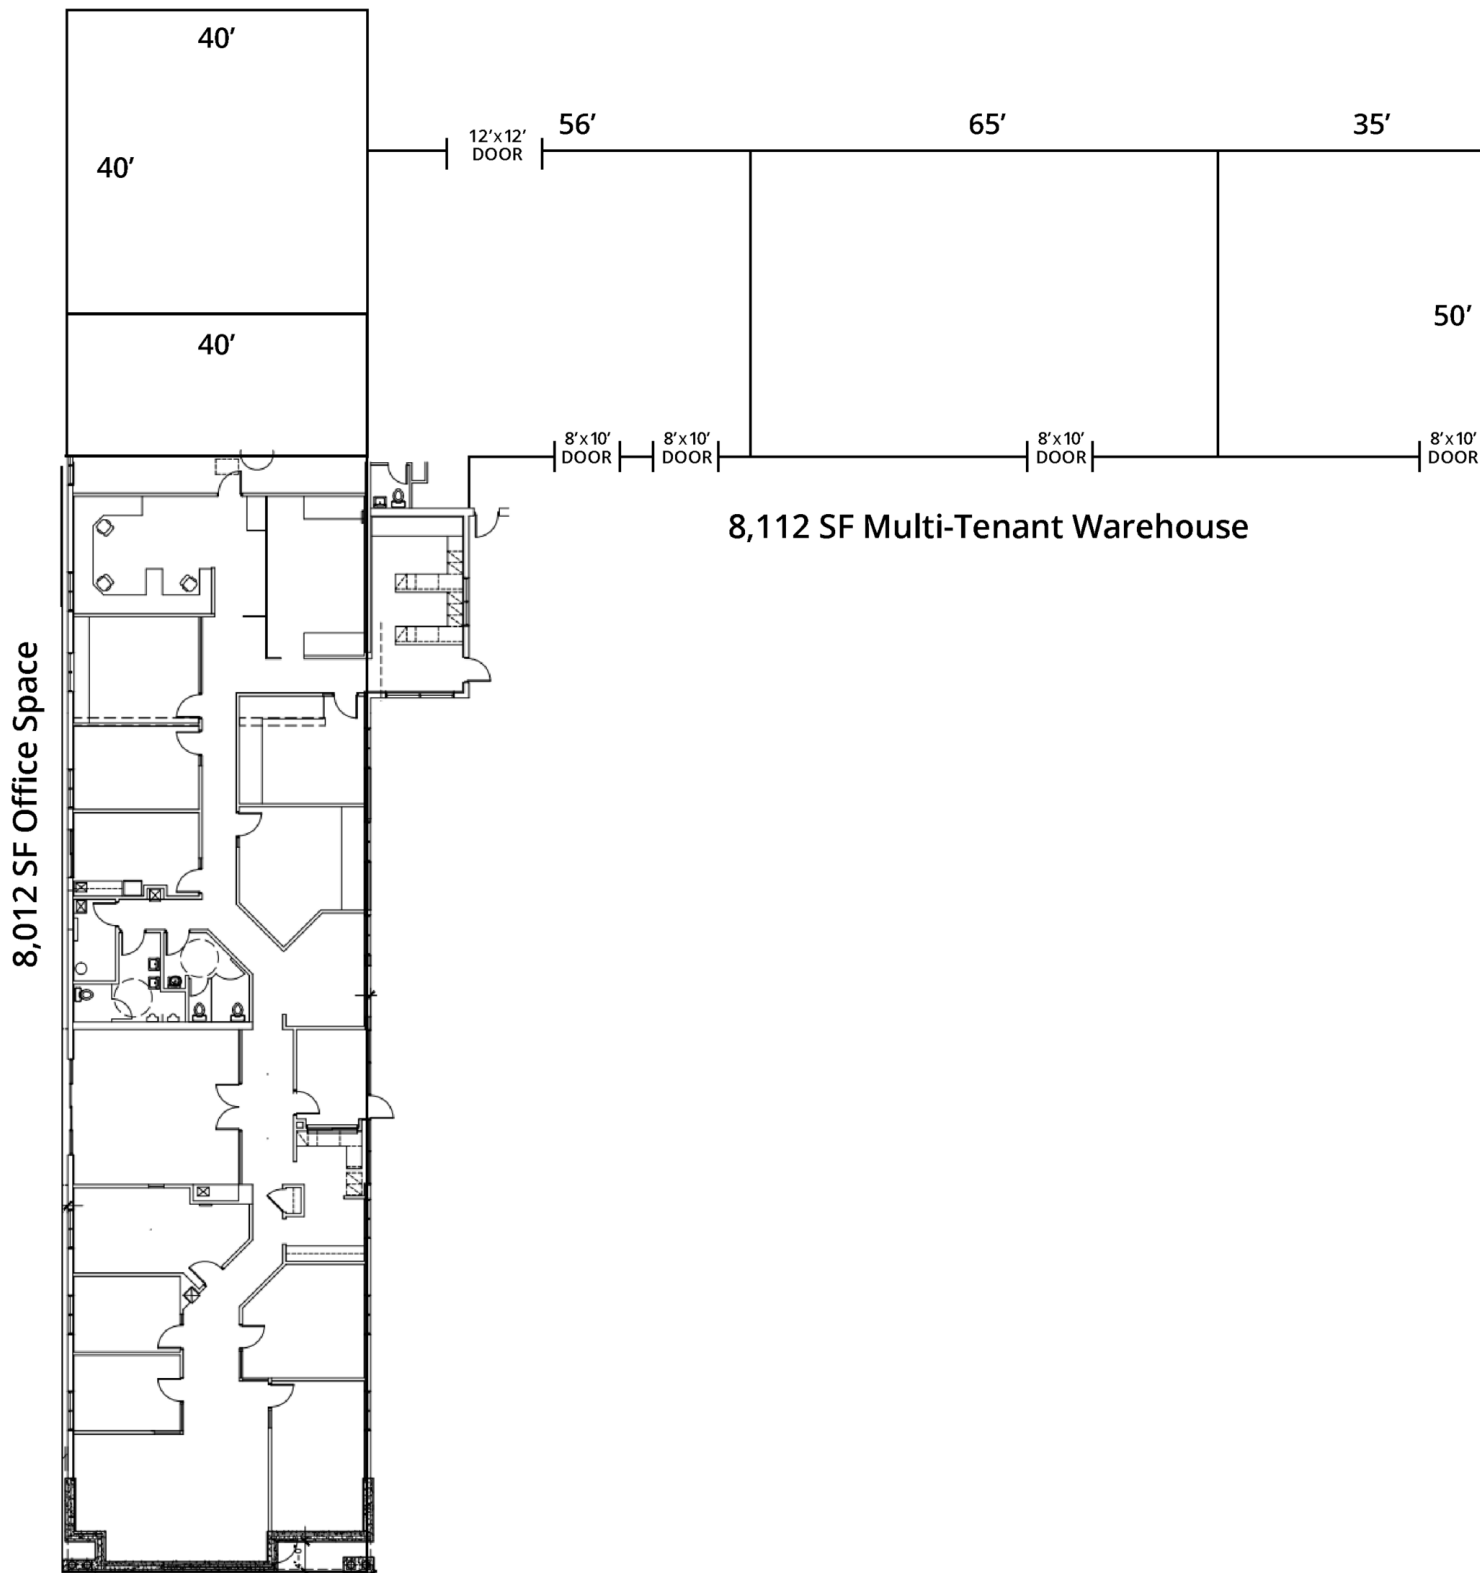 40’
56’
65’
35’
12’x12’
DOOR
40’
50’
40’
8’x10’
DOOR
8’x10’
DOOR
8’x10’
DOOR
8’x10’
DOOR
8,112 SF Multi-Tenant Warehouse
8,012 SF Office Space